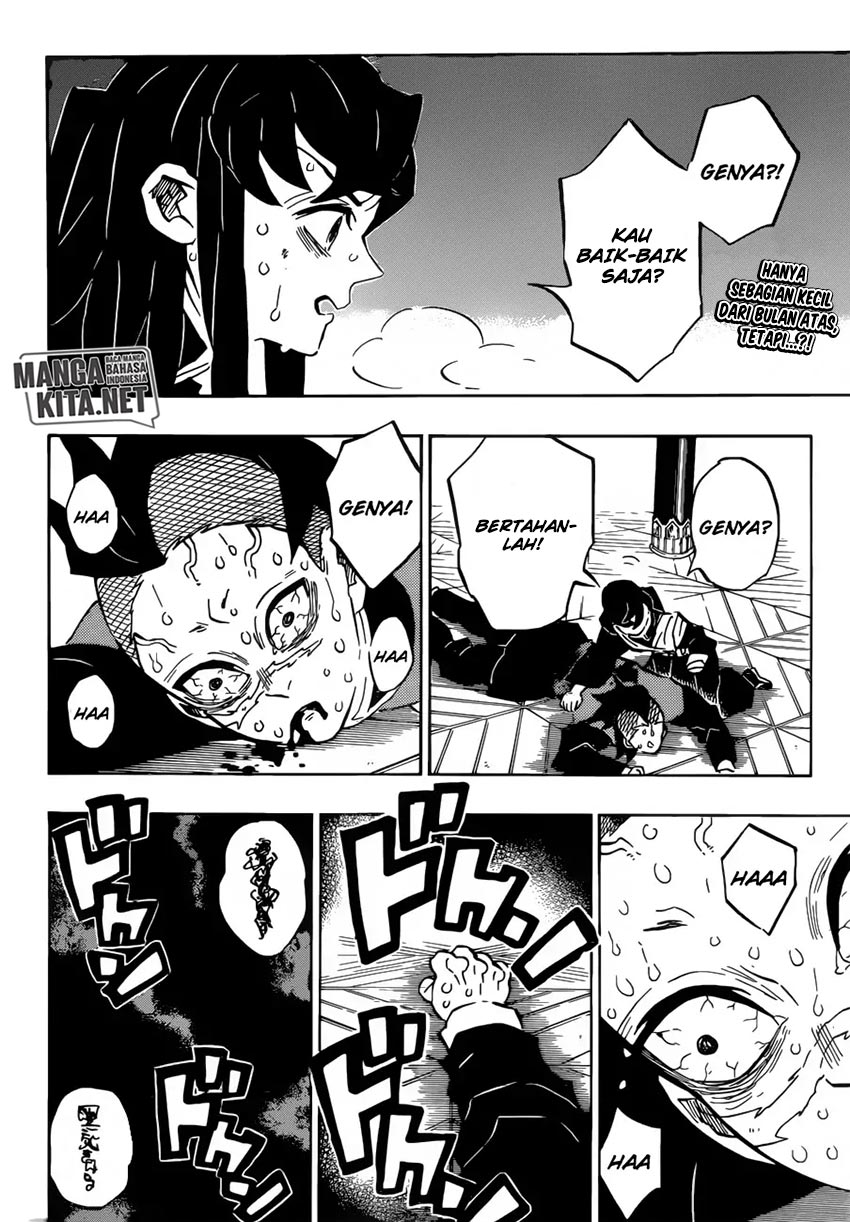 GENYA?!
KAU
BAIK-BAIK
SAJA?
HANYA
SEBAGIAN KECIL
DARI BULAN ATAS,
TETAPI...?!
MANGA
KITA.NET
BACA MANGA
BAHASA
INDONESIA
GENYA?
BERTAHAN-
LAH!
GENYA!
HAA
HAA
HAA
HAAA
HAA
ドクン!
ドクン!
ドクン!
ドクン!